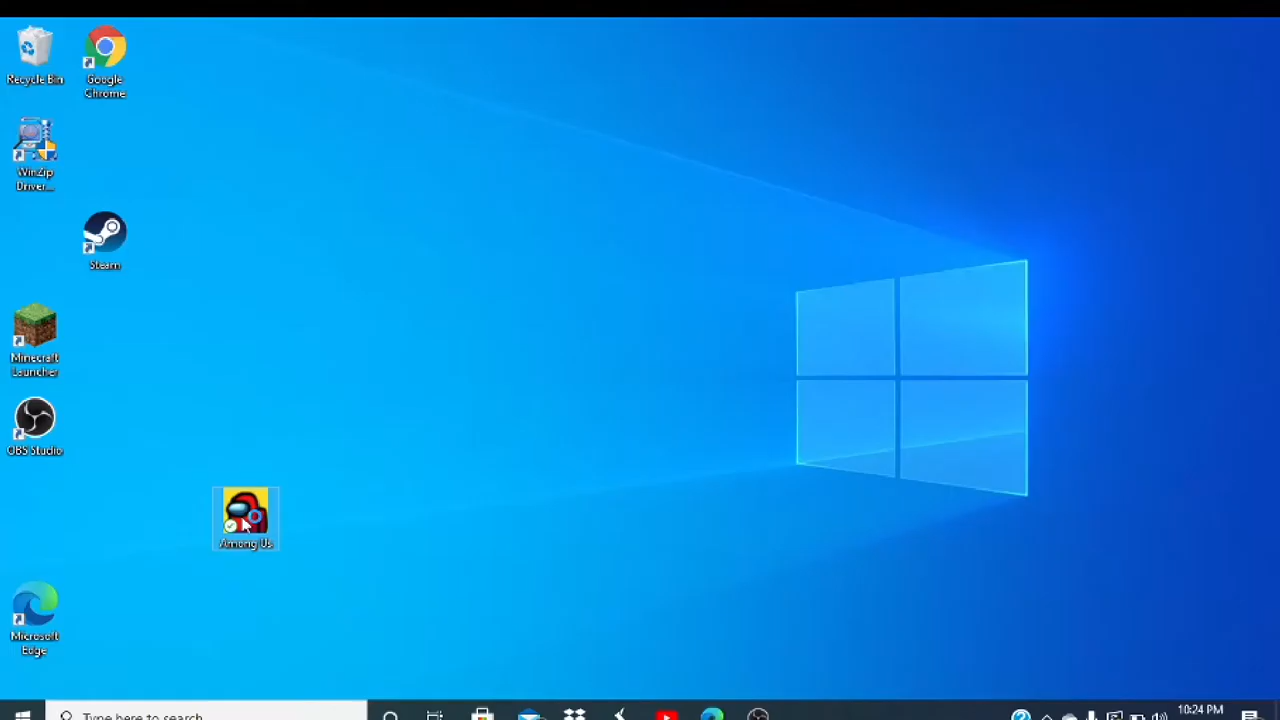 Recycle Bin
Google
Chrome
WinZip
Driver...
Steam
Minecraft
Launcher
OBS Studio
Among Us
Microsoft
Edge
Type here to search
10:24 PM